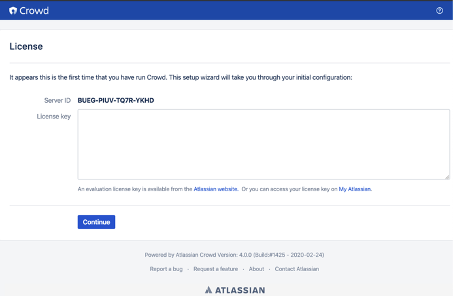 Crowd
License
It appears this is the first time that you have run Crowd. This setup wizard will take you through your initial configuration:
Server ID BUEG-PIUV-TQ7R-YKHD
License key
An evaluation license key is available from the Atlassian website. Or you can access your license key on My Atlassian.
Continue
Powered by Atlassian Crowd Version: 4.0.0 (Build:#1425 - 2020-02-24)
Report a bug · Request a feature · About · Contact Atlassian
ATLASSIAN